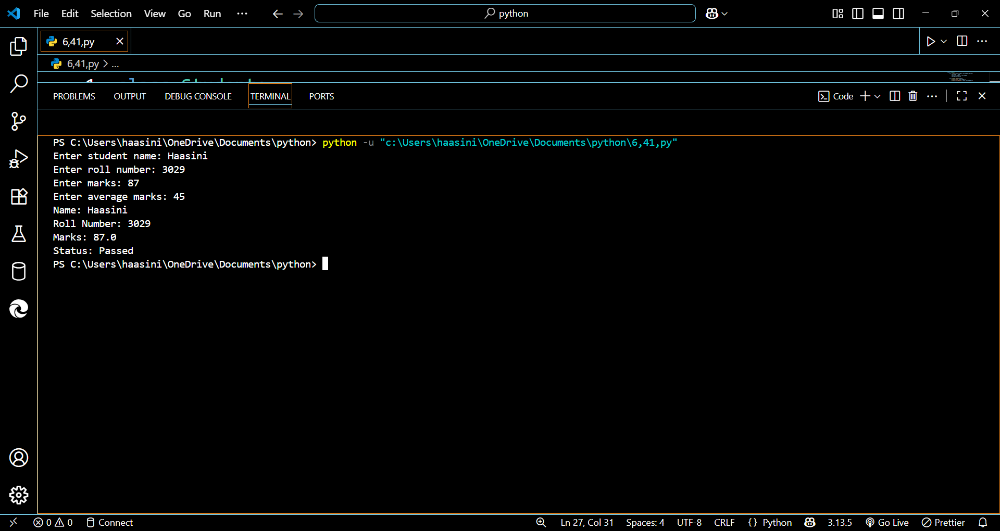 File Edit Selection View Go Run ··· python
6,41,py
6,41,py > ...
1 class Student:
PROBLEMS OUTPUT DEBUG CONSOLE TERMINAL PORTS Code
PS C:\Users\haasini\OneDrive\Documents\python> python -u "c:\Users\haasini\OneDrive\Documents\python\6,41,py"
Enter student name: Haasini
Enter roll number: 3029
Enter marks: 87
Enter average marks: 45
Name: Haasini
Roll Number: 3029
Marks: 87.0
Status: Passed
PS C:\Users\haasini\OneDrive\Documents\python>
0 0 Connect Ln 27, Col 31 Spaces: 4 UTF-8 CRLF {} Python 3.13.5 Go Live Prettier